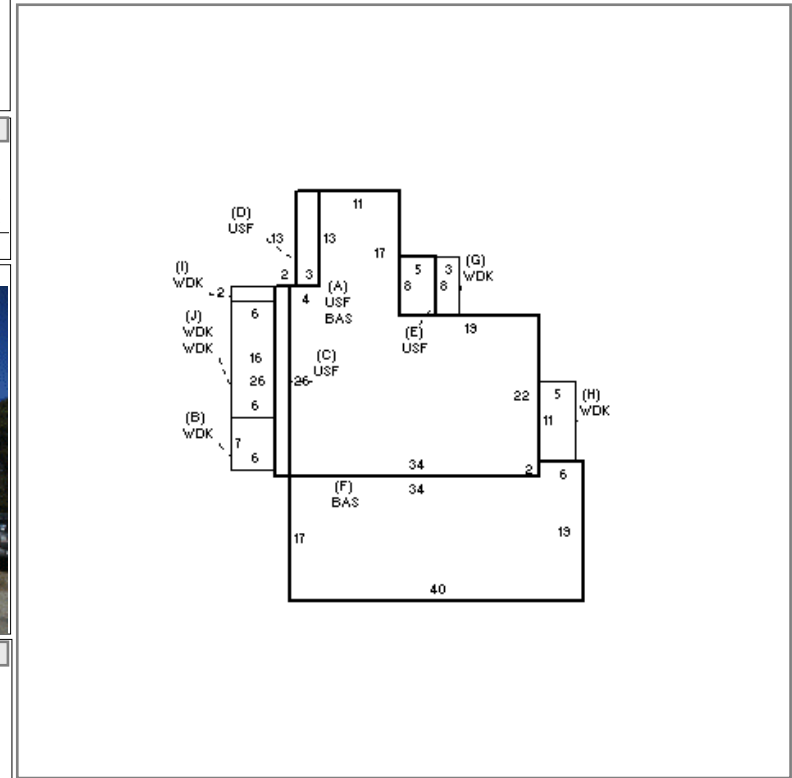 11
(D)
USF
13
13
17
(I)
WDK
2
2
3
4
(A)
USF
BAS
5
8
3
8
(G)
WDK
6
(J)
WDK
WDK
19
(E)
USF
16
26
6
26
(C)
USF
22
5
(H)
WDK
11
(B)
WDK
7
6
34
2
6
(F)
BAS
34
17
19
40